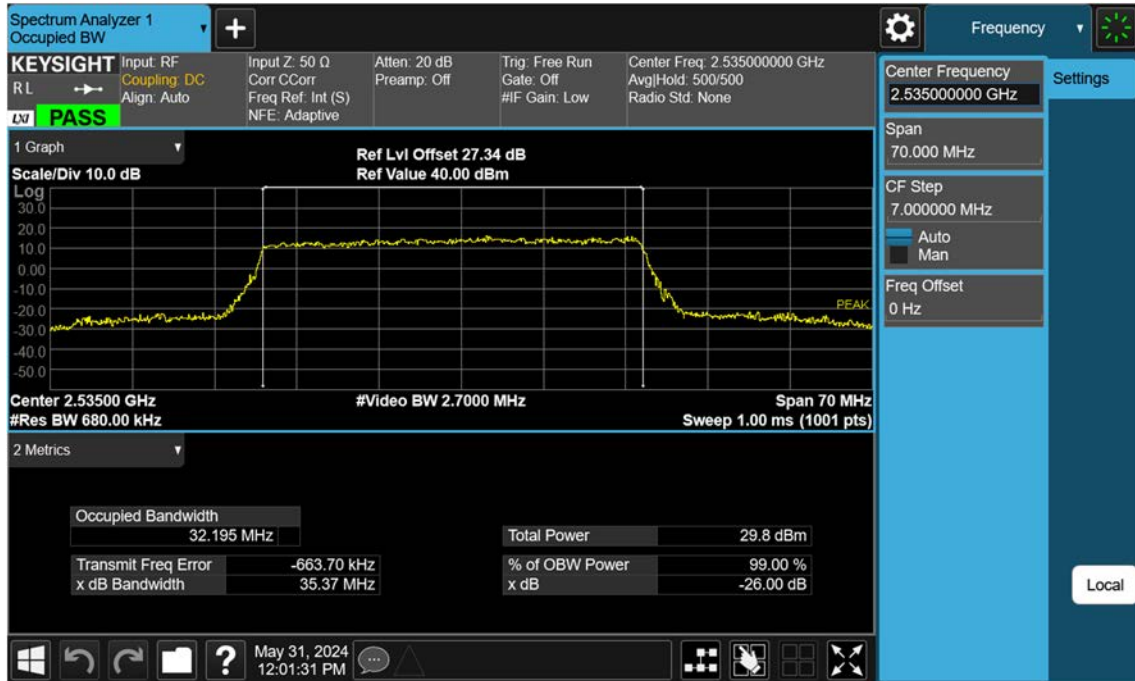 Spectrum Analyzer 1
Occupied BW
Frequency
KEYSIGHT
Input: RF
Coupling: DC
Align: Auto
R L
LXI
PASS
Input Z: 50 Ω
Corr CCorr
Freq Ref: Int (S)
NFE: Adaptive
Atten: 20 dB
Preamp: Off
Trig: Free Run
Gate: Off
#IF Gain: Low
Center Freq: 2.535000000 GHz
Avg|Hold: 500/500
Radio Std: None
Center Frequency
2.535000000 GHz
Settings
Span
70.000 MHz
CF Step
7.000000 MHz
Auto
Man
Freq Offset
0 Hz
Local
1 Graph
Scale/Div 10.0 dB
Ref Lvl Offset 27.34 dB
Ref Value 40.00 dBm
Log
30.0
20.0
10.0
0.00
-10.0
-20.0
-30.0
-40.0
-50.0
PEAK
Center 2.53500 GHz
#Video BW 2.7000 MHz
Span 70 MHz
#Res BW 680.00 kHz
Sweep 1.00 ms (1001 pts)
2 Metrics
Occupied Bandwidth
32.195 MHz
Total Power 29.8 dBm
Transmit Freq Error -663.70 kHz
% of OBW Power 99.00 %
x dB Bandwidth 35.37 MHz
x dB -26.00 dB
May 31, 2024
12:01:31 PM